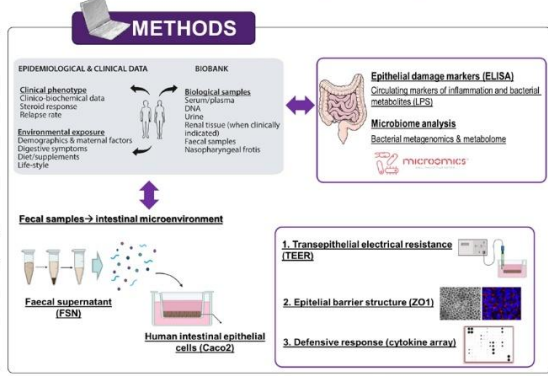 METHODS
EPIDEMIOLOGICAL & CLINICAL DATA
Clinical phenotype
Clinico-biochemical data
Steroid response
Relapse rate
Environmental exposure
Demographics & maternal factors
Digestive symptoms
Diet/supplements
Life-style
BIOBANK
Biological samples
Serum/plasma
DNA
Urine
Renal tissue (when clinically
indicated)
Faecal samples
Nasopharyngeal frotis
Epithelial damage markers (ELISA)
Circulating markers of inflammation and bacterial
metabolites (LPS)
Microbiome analysis
Bacterial metagenomics & metabolome
microomics
Fecal samples→ intestinal microenvironment
Faecal supernatant
(FSN)
Human intestinal epithelial
cells (Caco2)
1. Transepithelial electrical resistance
(TEER)
2. Epitelial barrier structure (ZO1)
3. Defensive response (cytokine array)